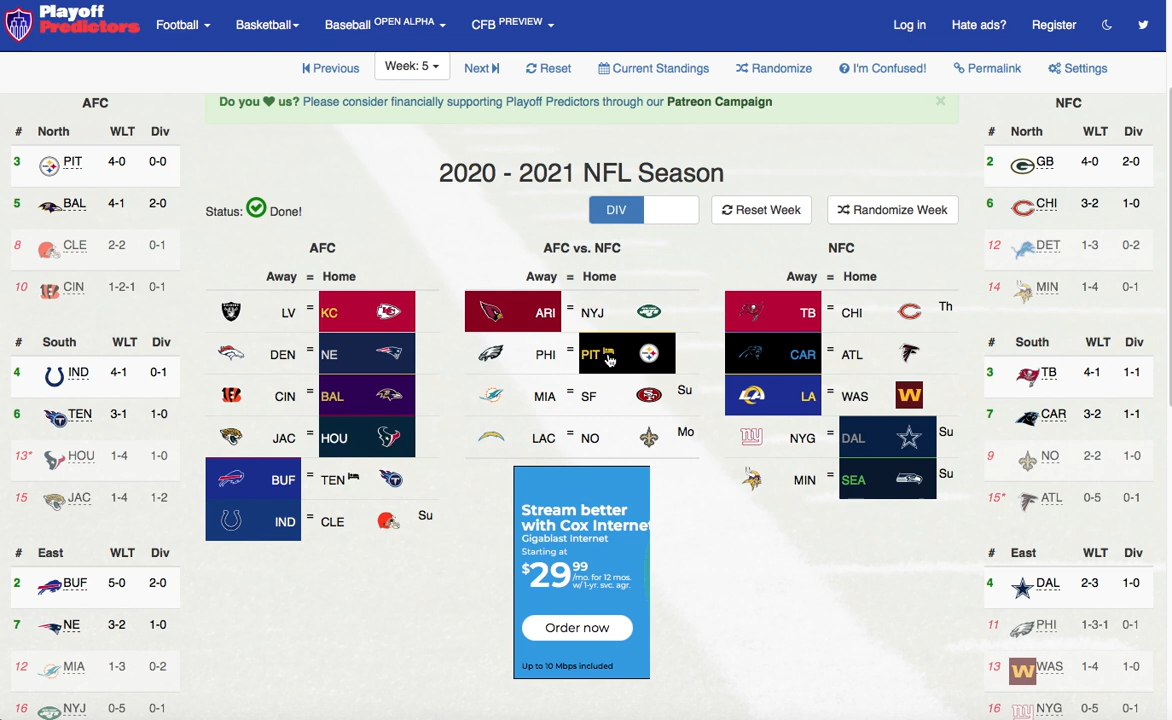 Playoff
Predictors
Football
Basketball
Baseball OPEN ALPHA
CFB PREVIEW
Log in
Hate ads?
Register
Previous
Week: 5
Next
Reset
Current Standings
Randomize
I'm Confused!
Permalink
Settings
Do you us? Please consider financially supporting Playoff Predictors through our Patreon Campaign ×
AFC
# North WLT Div
3 PIT 4-0 0-0
5 BAL 4-1 2-0
8 CLE 2-2 0-1
10 CIN 1-2-1 0-1
# South WLT Div
4 IND 4-1 0-1
6 TEN 3-1 1-0
13* HOU 1-4 1-0
15 JAC 1-4 1-2
# East WLT Div
2 BUF 5-0 2-0
7 NE 3-2 1-0
12 MIA 1-3 0-2
16 NYJ 0-5 0-1
2020 - 2021 NFL Season
Status: Done!
DIV
Reset Week
Randomize Week
AFC
Away = Home
LV = KC
DEN = NE
CIN = BAL
JAC = HOU
BUF = TEN
IND = CLE Su
AFC vs. NFC
Away = Home
ARI = NYJ
PHI = PIT
MIA = SF Su
LAC = NO Mo
NFC
Away = Home
TB = CHI Th
CAR = ATL
LA = WAS
NYG = DAL Su
MIN = SEA Su
Stream better
with Cox Internet
Gigablast Internet
Starting at
$29 99
/mo. for 12 mos.
w/ 1-yr. svc. agr.
Order now
Up to 10 Mbps included
NFC
# North WLT Div
2 GB 4-0 2-0
6 CHI 3-2 1-0
12 DET 1-3 0-2
14 MIN 1-4 0-1
# South WLT Div
3 TB 4-1 1-1
7 CAR 3-2 1-1
9 NO 2-2 1-0
15* ATL 0-5 0-1
# East WLT Div
4 DAL 2-3 1-0
11 PHI 1-3-1 0-1
13 WAS 1-4 1-0
16 NYG 0-5 0-1